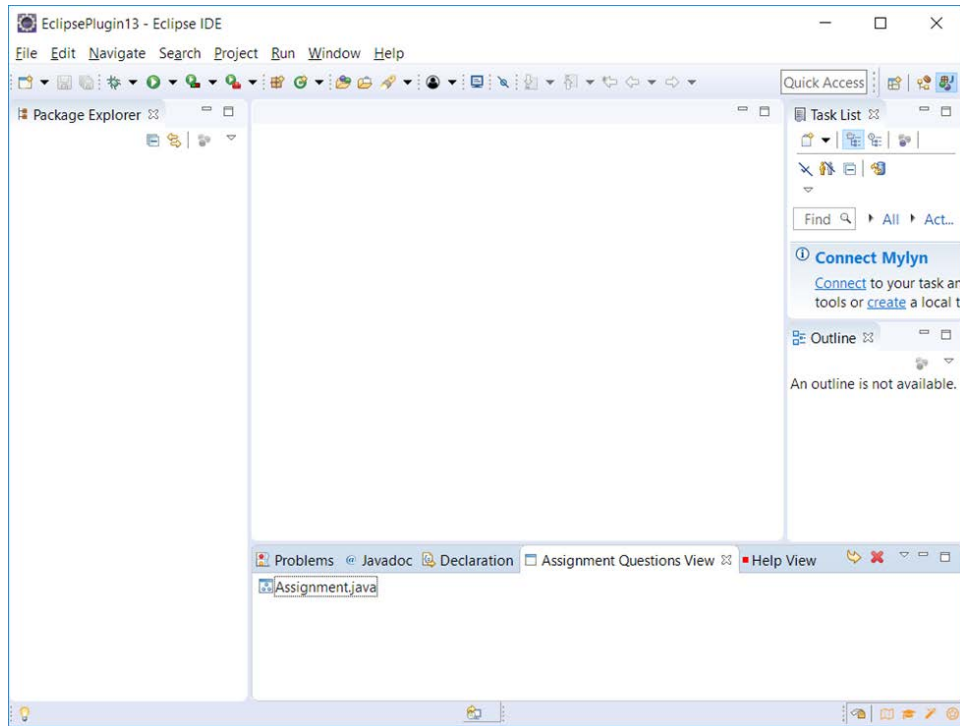 EclipsePlugin13 - Eclipse IDE
File Edit Navigate Search Project Run Window Help
Quick Access
Package Explorer
Task List
Find All Act...
Connect Mylyn
Connect to your task an
tools or create a local t
Outline
An outline is not available.
Problems @ Javadoc Declaration Assignment Questions View Help View
Assignment.java